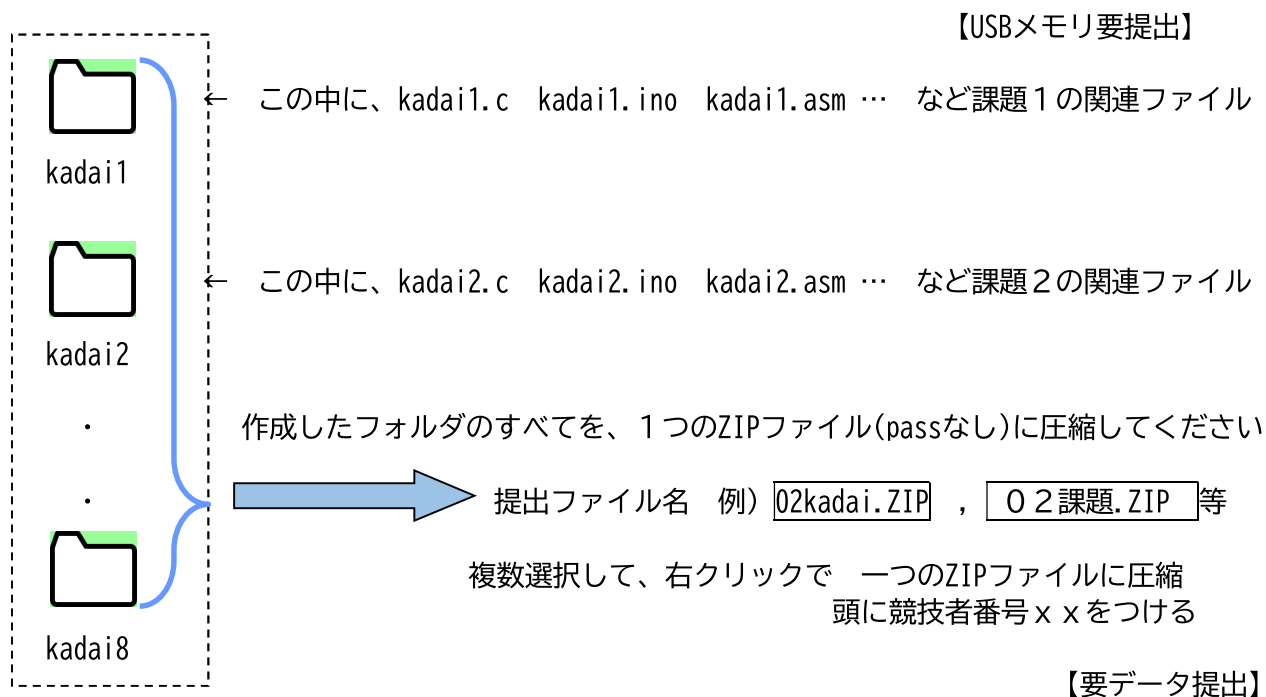 【USBメモリ要提出】
← この中に、kadai1.c kadai1.ino kadai1.asm … など課題１の関連ファイル
kadai1
← この中に、kadai2.c kadai2.ino kadai2.asm … など課題２の関連ファイル
kadai2
・
作成したフォルダのすべてを、１つのZIPファイル(passなし)に圧縮してください
・
提出ファイル名 例）02kadai.ZIP ， ０２課題.ZIP 等
複数選択して、右クリックで 一つのZIPファイルに圧縮
頭に競技者番号ｘｘをつける
kadai8
【要データ提出】